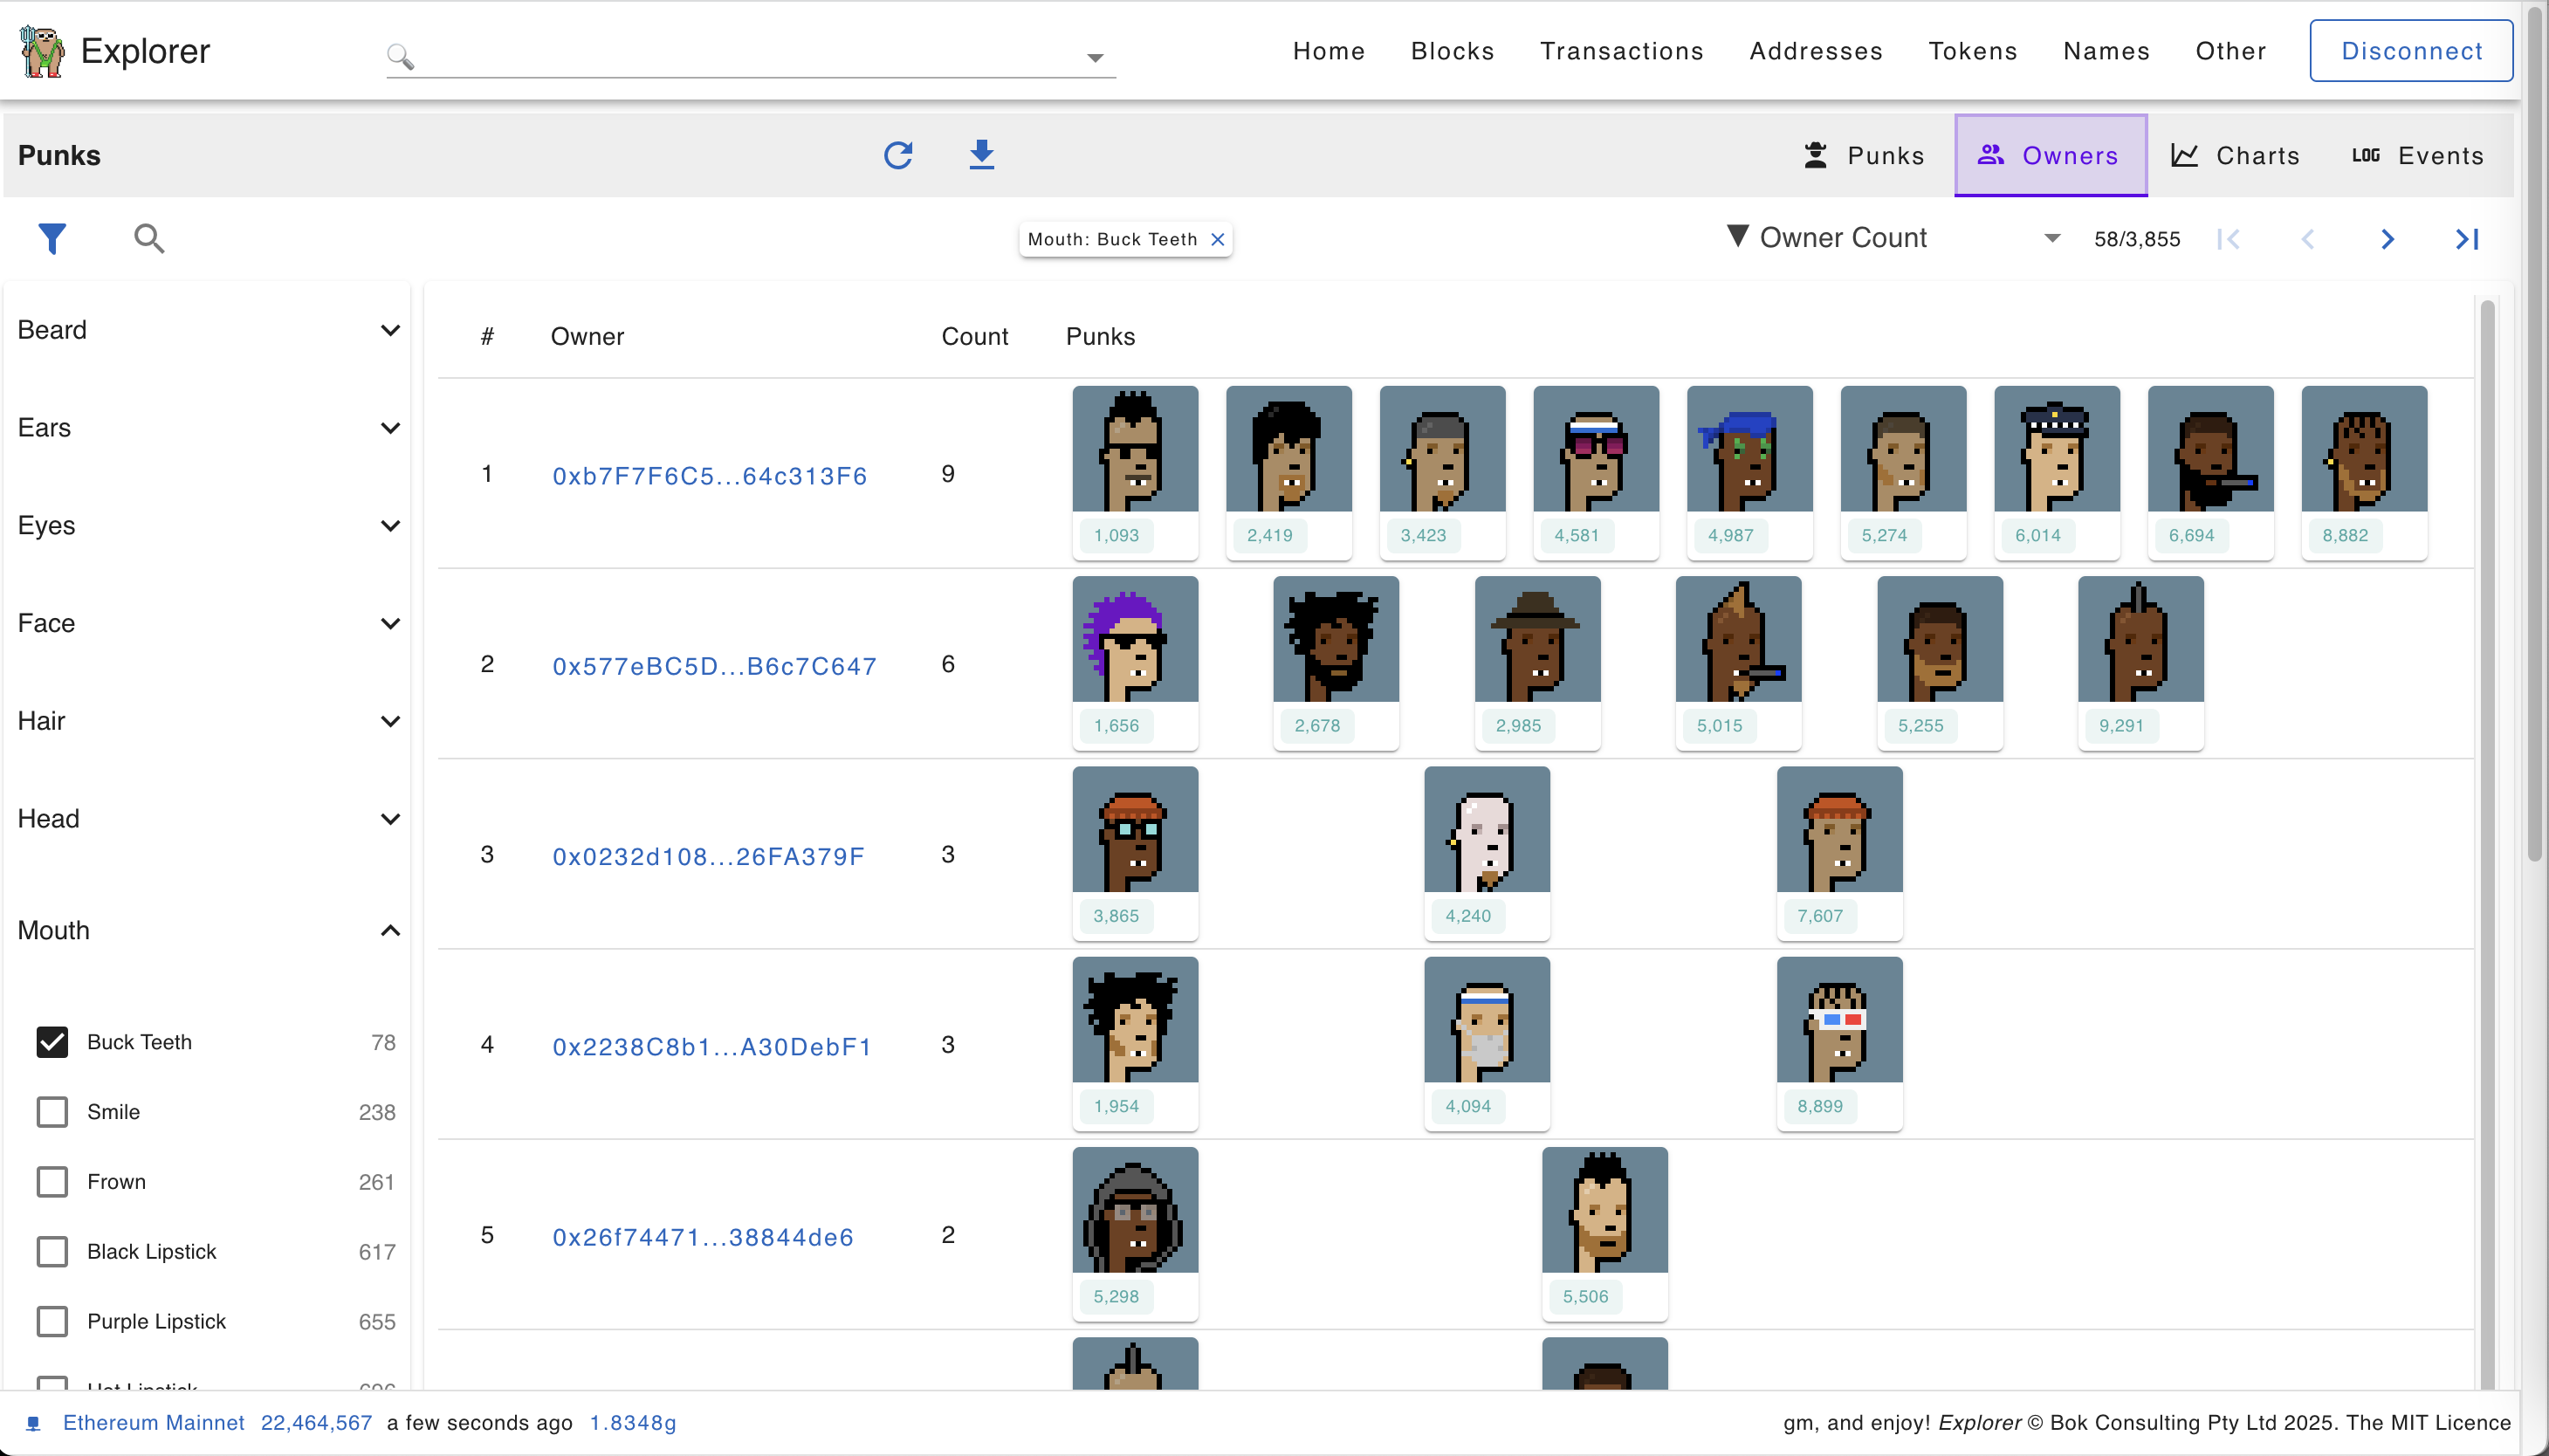 Explorer
Home Blocks Transactions Addresses Tokens Names Other Disconnect
Punks
Punks Owners Charts LOG Events
Mouth: Buck Teeth
Owner Count 58/3,855
Beard
Ears
Eyes
Face
Hair
Head
Mouth
Buck Teeth 78
Smile 238
Frown 261
Black Lipstick 617
Purple Lipstick 655
Hot Lipstick 696
# Owner Count Punks
1 0xb7F7F6C5...64c313F6 9
1,093 2,419 3,423 4,581 4,987 5,274 6,014 6,694 8,882
2 0x577eBC5D...B6c7C647 6
1,656 2,678 2,985 5,015 5,255 9,291
3 0x0232d108...26FA379F 3
3,865 4,240 7,607
4 0x2238C8b1...A30DebF1 3
1,954 4,094 8,899
5 0x26f74471...38844de6 2
5,298 5,506
Ethereum Mainnet 22,464,567 a few seconds ago 1.8348g
gm, and enjoy! Explorer © Bok Consulting Pty Ltd 2025. The MIT Licence